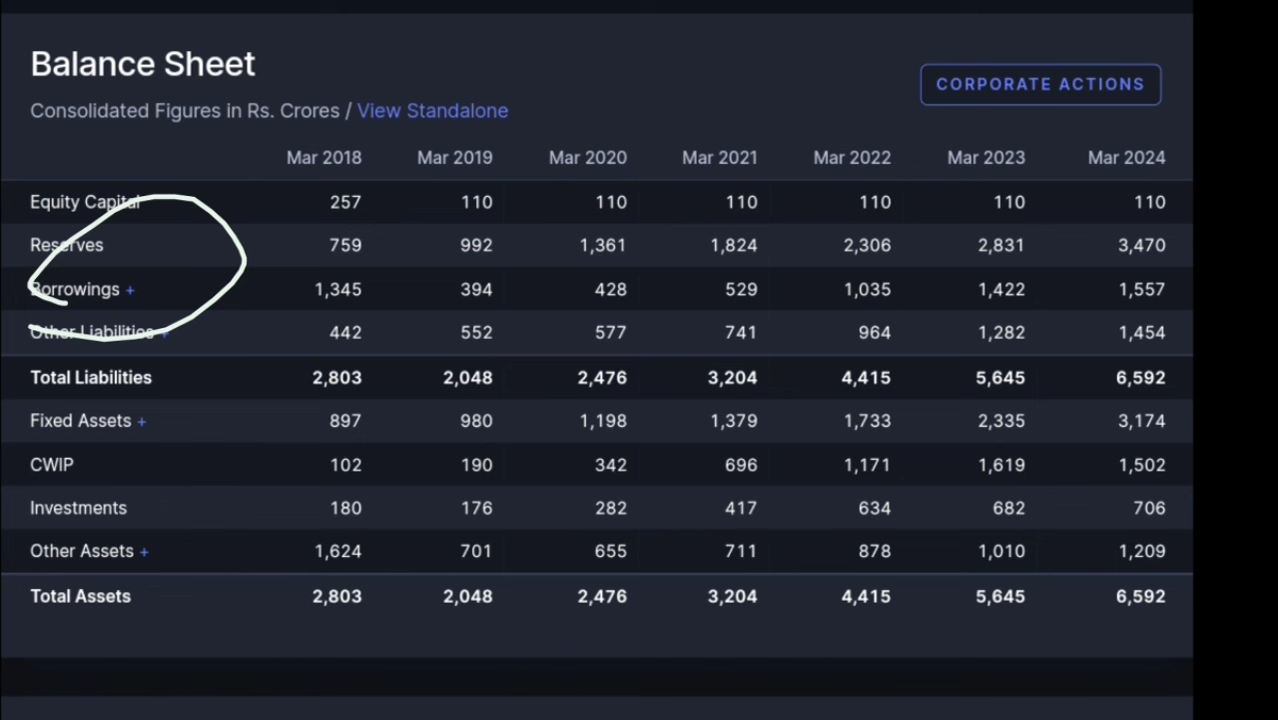 Balance Sheet
CORPORATE ACTIONS
Consolidated Figures in Rs. Crores / View Standalone
Mar 2018 Mar 2019 Mar 2020 Mar 2021 Mar 2022 Mar 2023 Mar 2024
Equity Capital 257 110 110 110 110 110 110
Reserves 759 992 1,361 1,824 2,306 2,831 3,470
Borrowings + 1,345 394 428 529 1,035 1,422 1,557
Other Liabilities + 442 552 577 741 964 1,282 1,454
Total Liabilities 2,803 2,048 2,476 3,204 4,415 5,645 6,592
Fixed Assets + 897 980 1,198 1,379 1,733 2,335 3,174
CWIP 102 190 342 696 1,171 1,619 1,502
Investments 180 176 282 417 634 682 706
Other Assets + 1,624 701 655 711 878 1,010 1,209
Total Assets 2,803 2,048 2,476 3,204 4,415 5,645 6,592